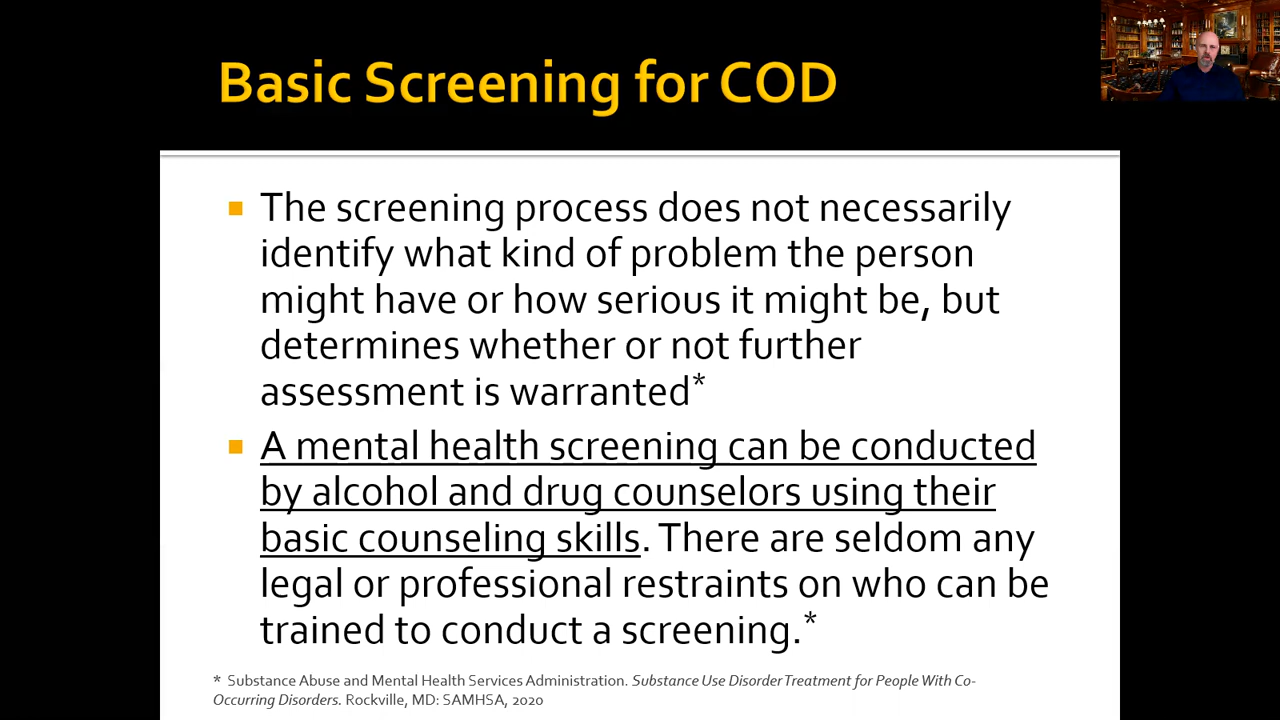 Basic Screening for COD
The screening process does not necessarily
identify what kind of problem the person
might have or how serious it might be, but
determines whether or not further
assessment is warranted*
A mental health screening can be conducted
by alcohol and drug counselors using their
basic counseling skills. There are seldom any
legal or professional restraints on who can be
trained to conduct a screening.*
* Substance Abuse and Mental Health Services Administration. Substance Use Disorder Treatment for People With Co-
Occurring Disorders. Rockville, MD: SAMHSA, 2020